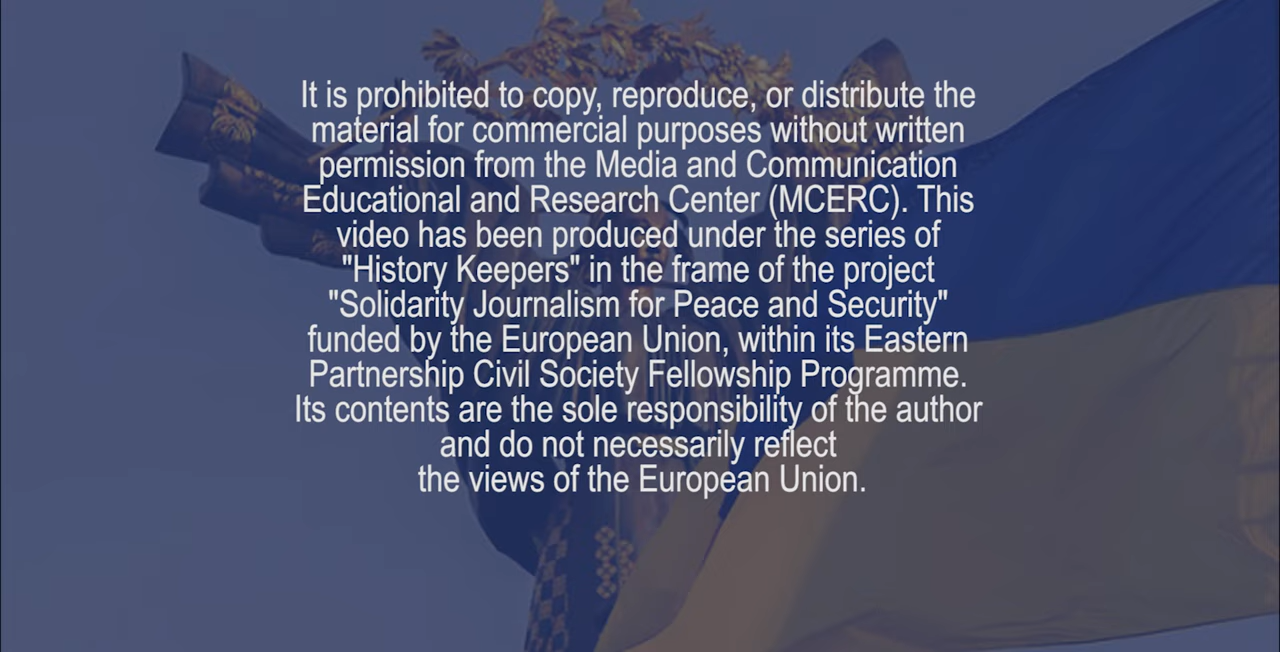 It is prohibited to copy, reproduce, or distribute the
material for commercial purposes without written
permission from the Media and Communication
Educational and Research Center (MCERC). This
video has been produced under the series of
"History Keepers" in the frame of the project
"Solidarity Journalism for Peace and Security"
funded by the European Union, within its Eastern
Partnership Civil Society Fellowship Programme.
Its contents are the sole responsibility of the author
and do not necessarily reflect
the views of the European Union.